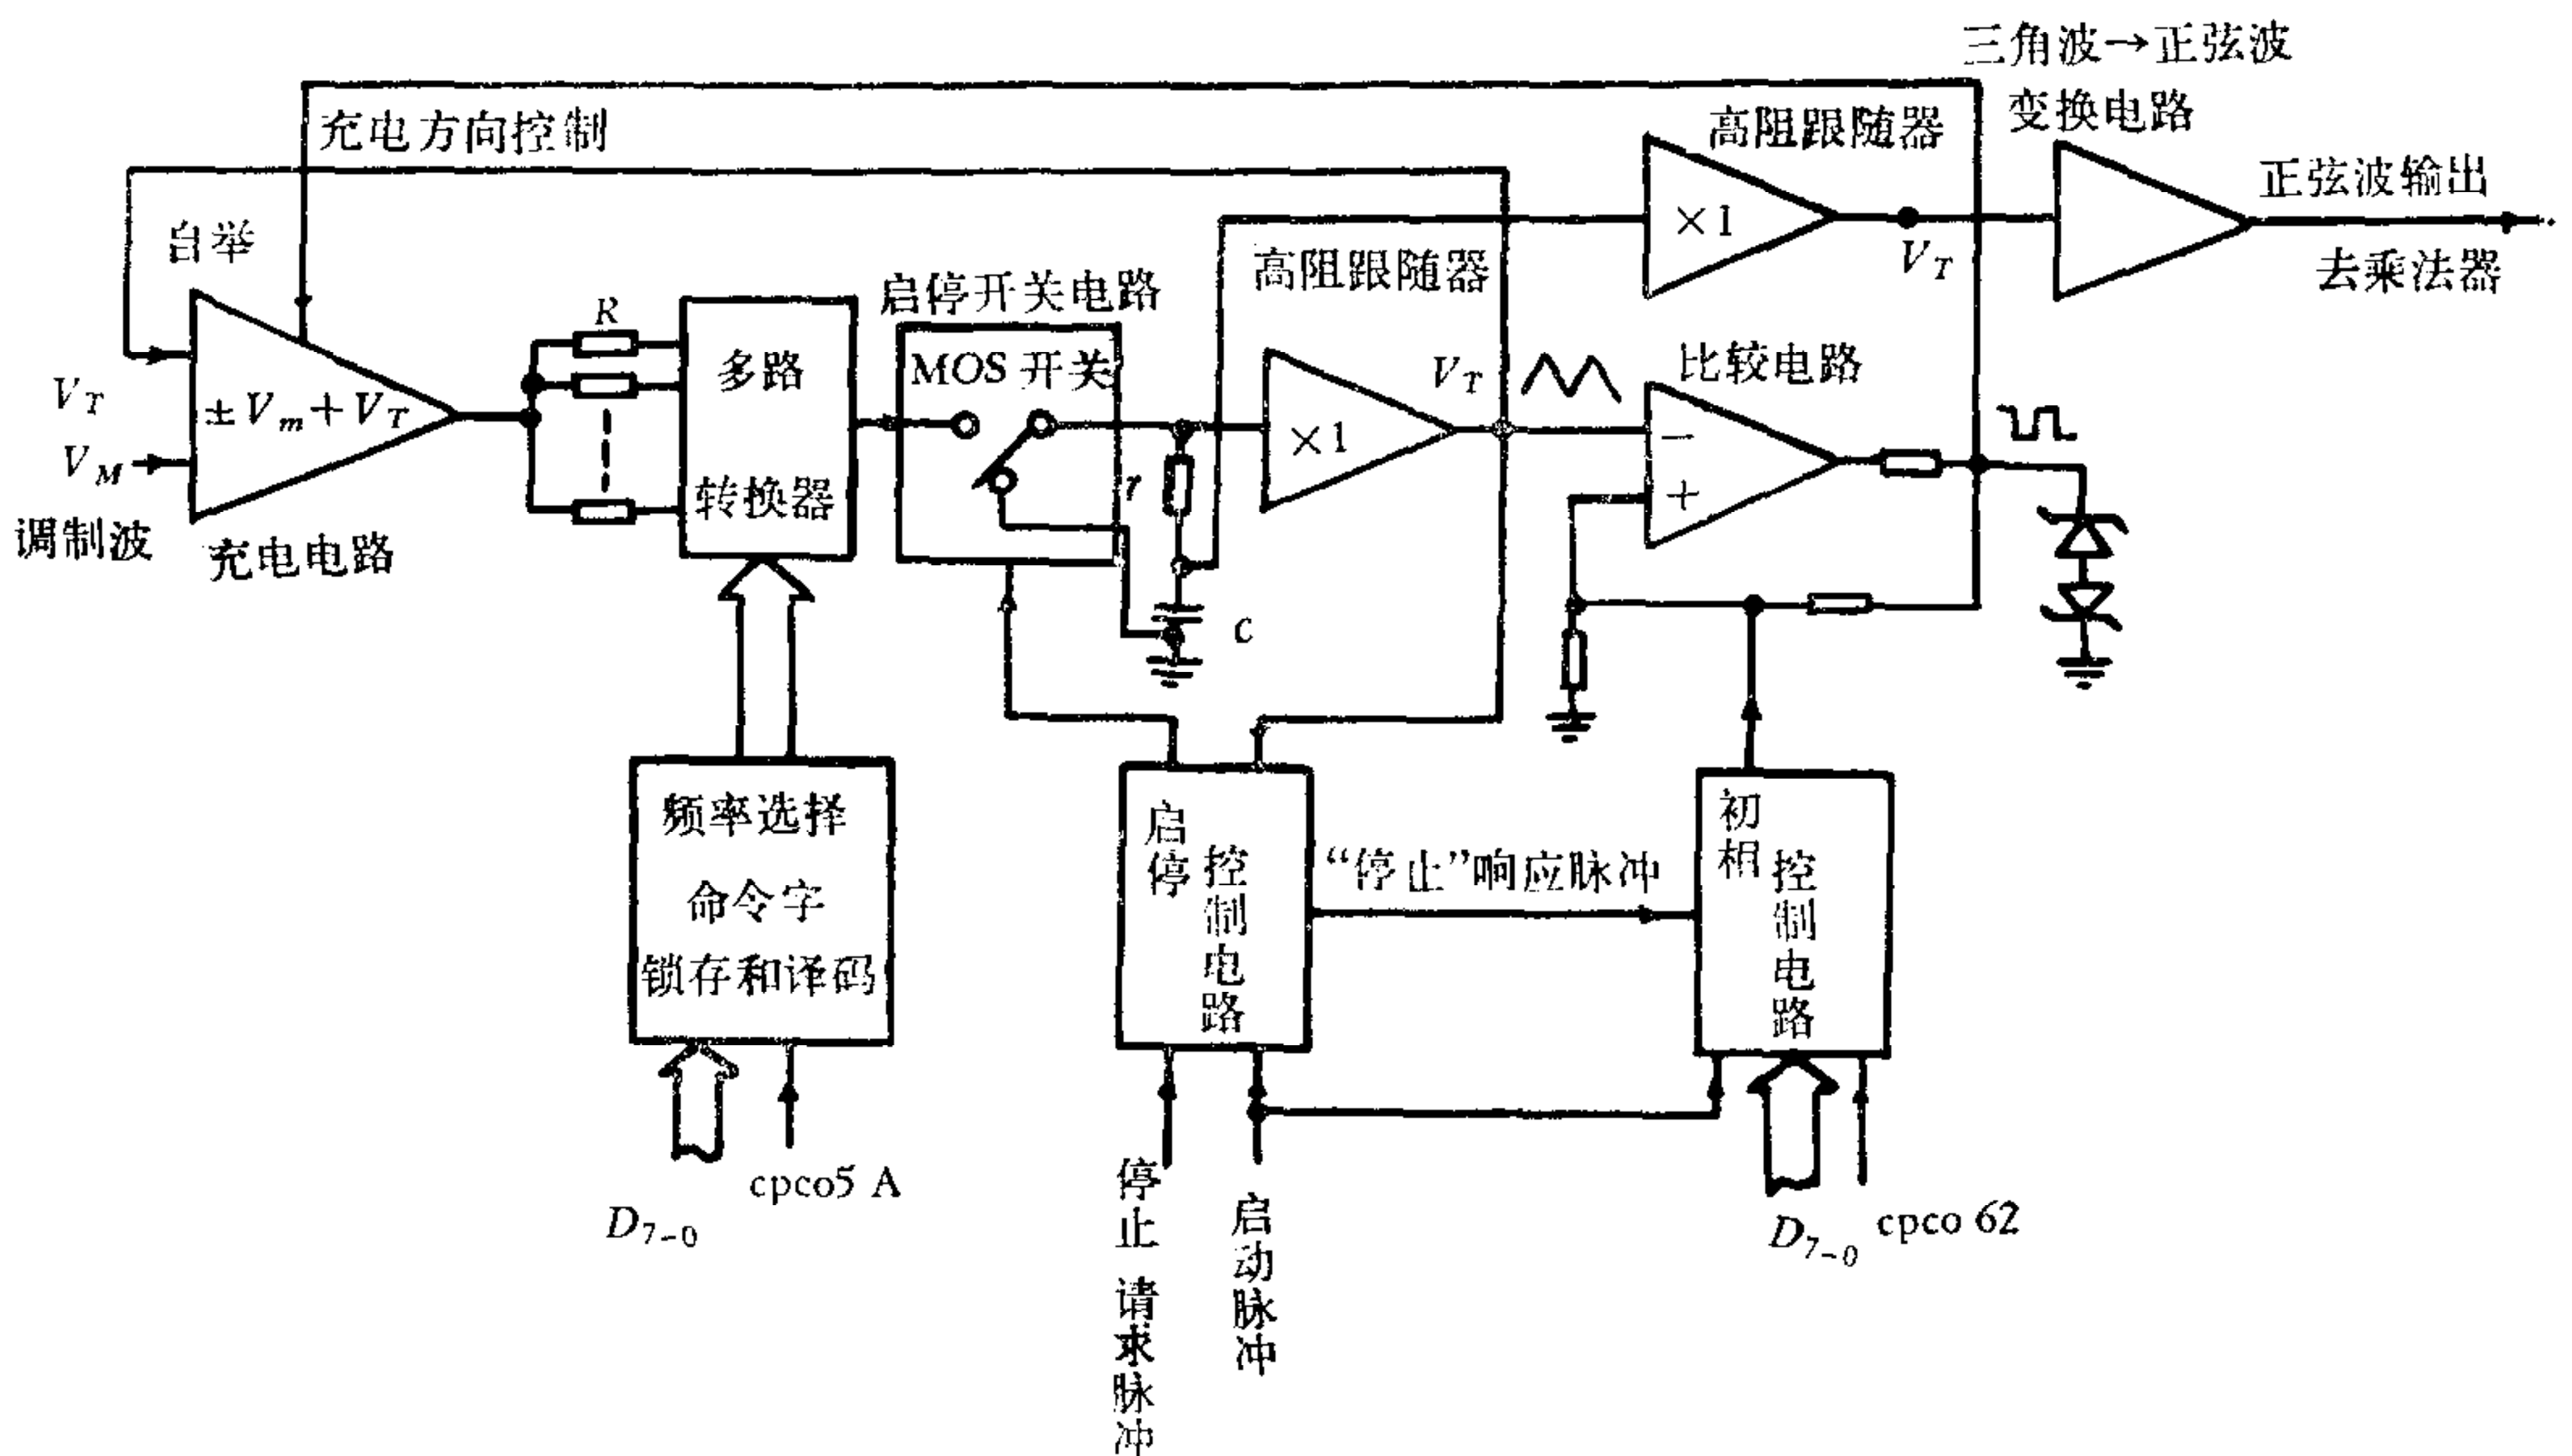 三角波→正弦波
变换电路
充电方向控制
高阻跟随器
×1
V_T
正弦波输出
去乘法器
自举
V_T
V_M
调制波
±V_m+V_T
充电电路
R
多路
转换器
启停开关电路
MOS 开关
r
C
高阻跟随器
×1
V_T
比较电路
−
+
频率选择
命令字
锁存和译码
D_{7-0}
cpco5 A
启停
控制电路
“停止”响应脉冲
初相
控制电路
停止请求脉冲
启动脉冲
D_{7-0}
cpco 62